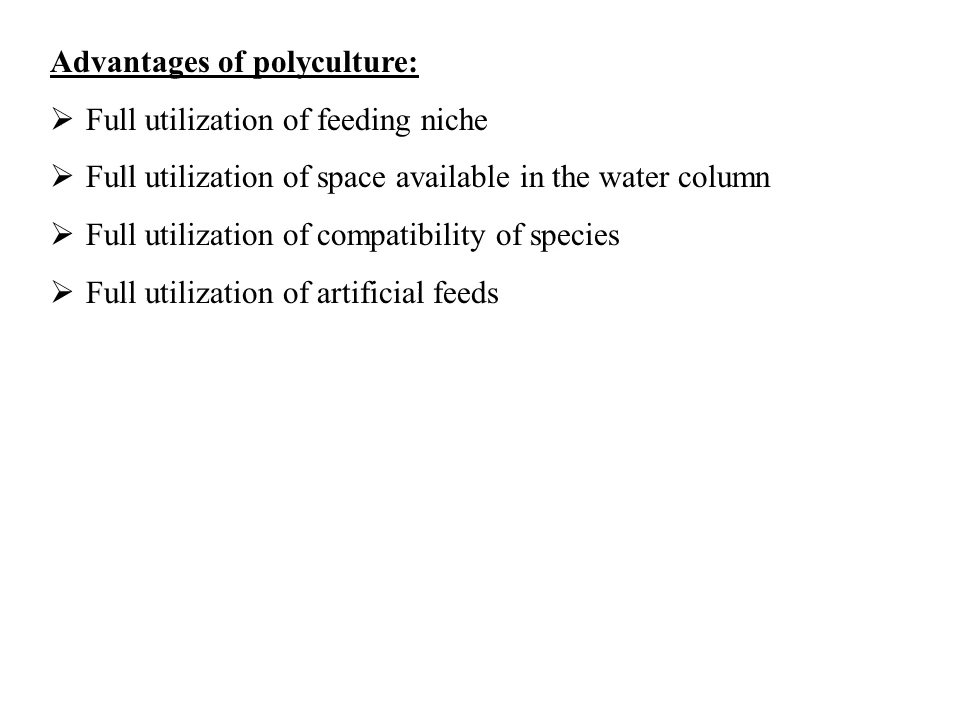 Advantages of polyculture:
➢ Full utilization of feeding niche
➢ Full utilization of space available in the water column
➢ Full utilization of compatibility of species
➢ Full utilization of artificial feeds